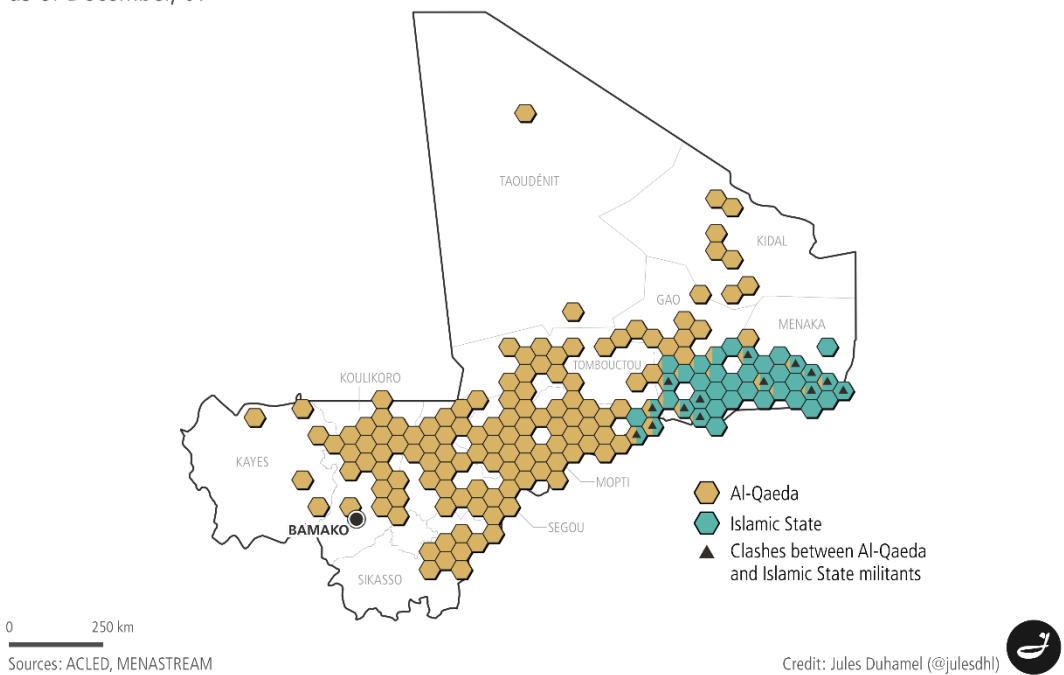 TAOUDÉNIT
KIDAL
GAO
MENAKA
TOMBOUCTOU
KOULIKORO
KAYES
MOPTI
SEGOU
BAMAKO
SIKASSO
Al-Qaeda
Islamic State
Clashes between Al-Qaeda
and Islamic State militants
0 250 km
Sources: ACLED, MENASTREAM
Credit: Jules Duhamel (@julesdhl)